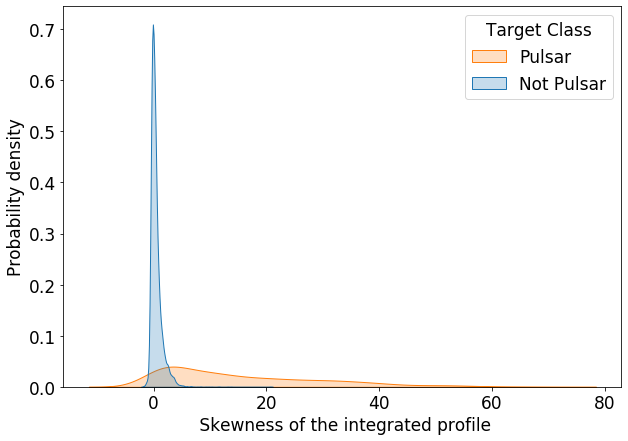 Target Class
Pulsar
Not Pulsar
Probability density
0.7
0.6
0.5
0.4
0.3
0.2
0.1
0.0
0 20 40 60 80
Skewness of the integrated profile